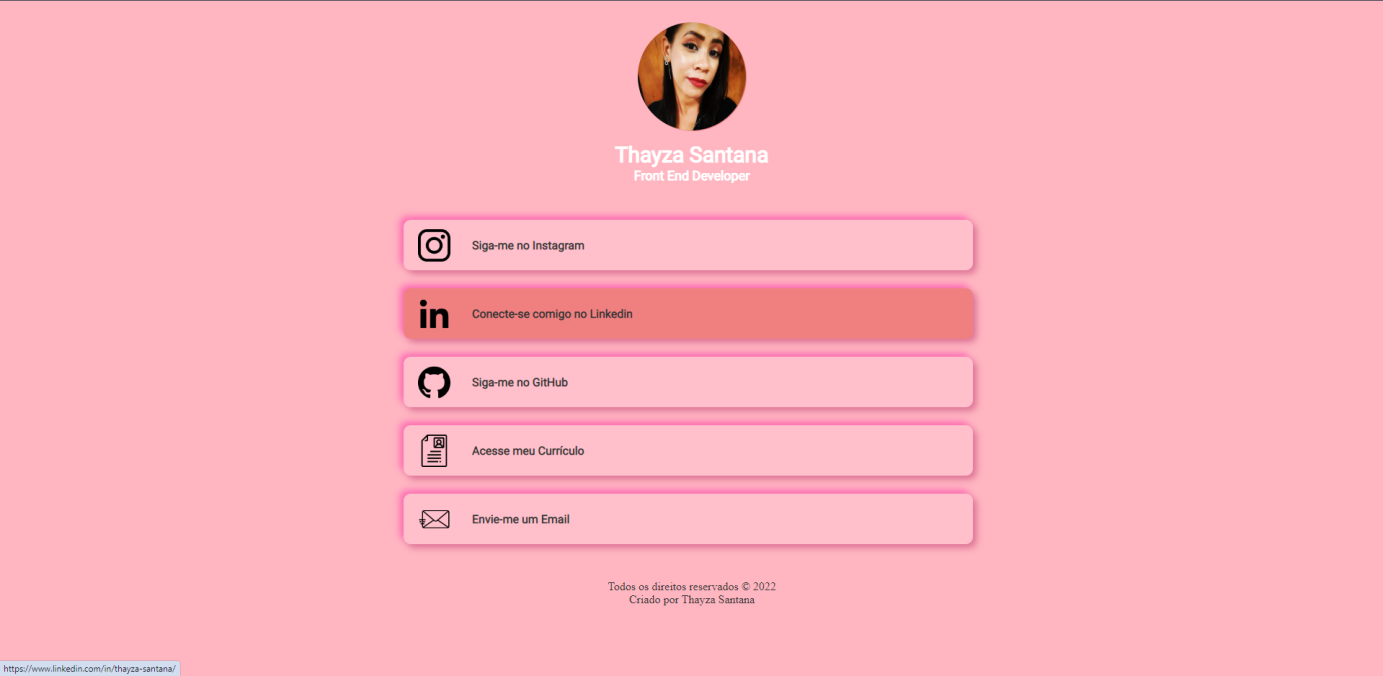 Thayza Santana
Front End Developer
Siga-me no Instagram
in Conecte-se comigo no Linkedin
Siga-me no GitHub
Acesse meu Currículo
Envie-me um Email
Todos os direitos reservados © 2022
Criado por Thayza Santana
https://www.linkedin.com/in/thayza-santana/